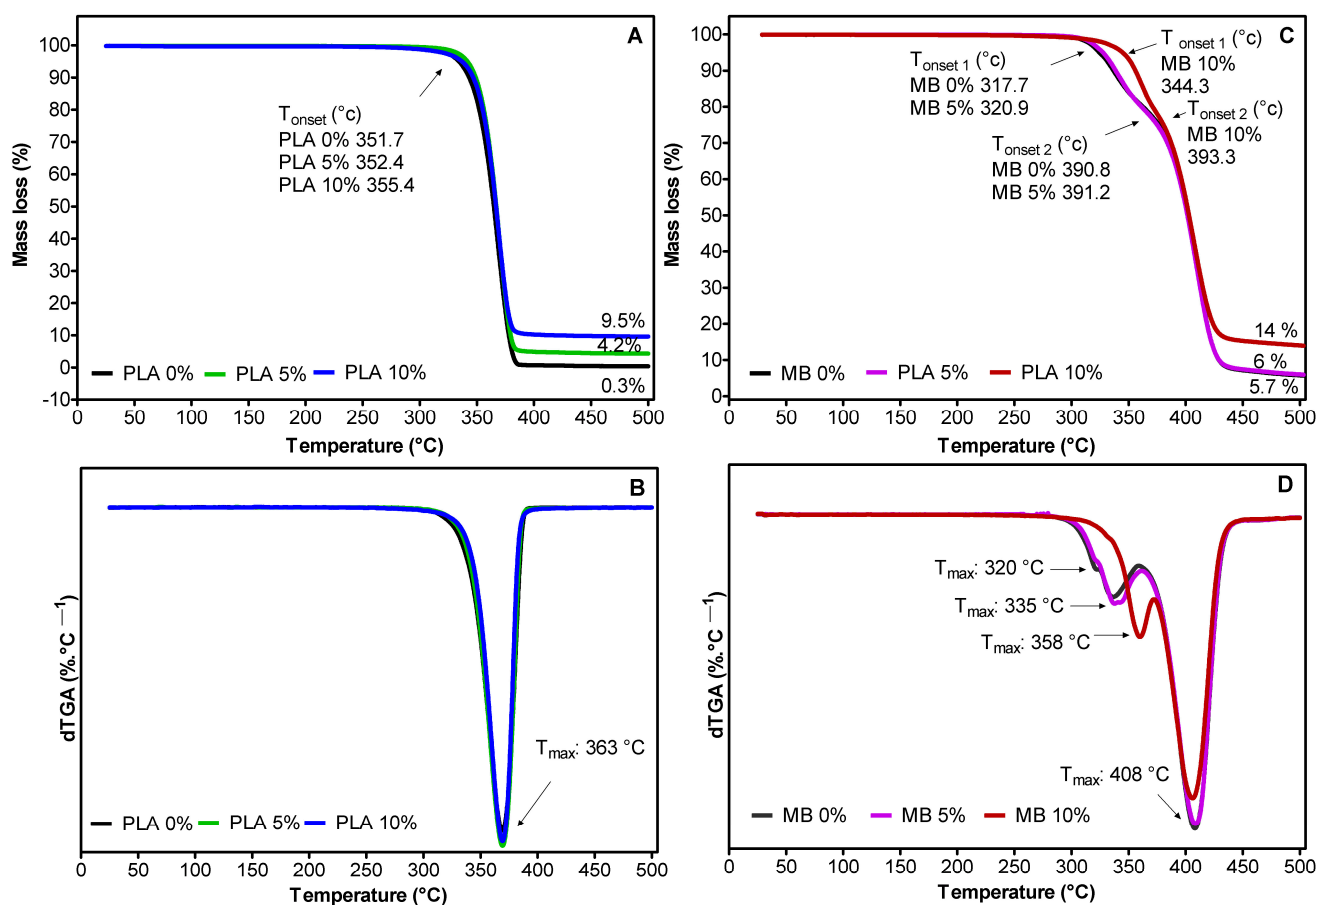 A
100
90
80
70
60
50
40
30
20
10
0
-10
Mass loss (%)
Tonset (°c)
PLA 0% 351.7
PLA 5% 352.4
PLA 10% 355.4
9.5%
4.2%
0.3%
PLA 0% PLA 5% PLA 10%
0 50 100 150 200 250 300 350 400 450 500
Temperature (°C)
C
100
90
80
70
60
50
40
30
20
10
0
Mass loss (%)
Tonset 1 (°c)
MB 0% 317.7
MB 5% 320.9
Tonset 1 (°c)
MB 10%
344.3
Tonset 2 (°c)
MB 0% 390.8
MB 5% 391.2
Tonset 2 (°c)
MB 10%
393.3
14 %
6 %
5.7 %
MB 0% PLA 5% PLA 10%
0 50 100 150 200 250 300 350 400 450 500
Temperature (°C)
B
dTGA (%.°C —1)
Tmax: 363 °C
PLA 0% PLA 5% PLA 10%
0 50 100 150 200 250 300 350 400 450 500
Temperature (°C)
D
dTGA (%.°C —1)
Tmax: 320 °C
Tmax: 335 °C
Tmax: 358 °C
Tmax: 408 °C
MB 0% MB 5% MB 10%
0 50 100 150 200 250 300 350 400 450 500
Temperature (°C)